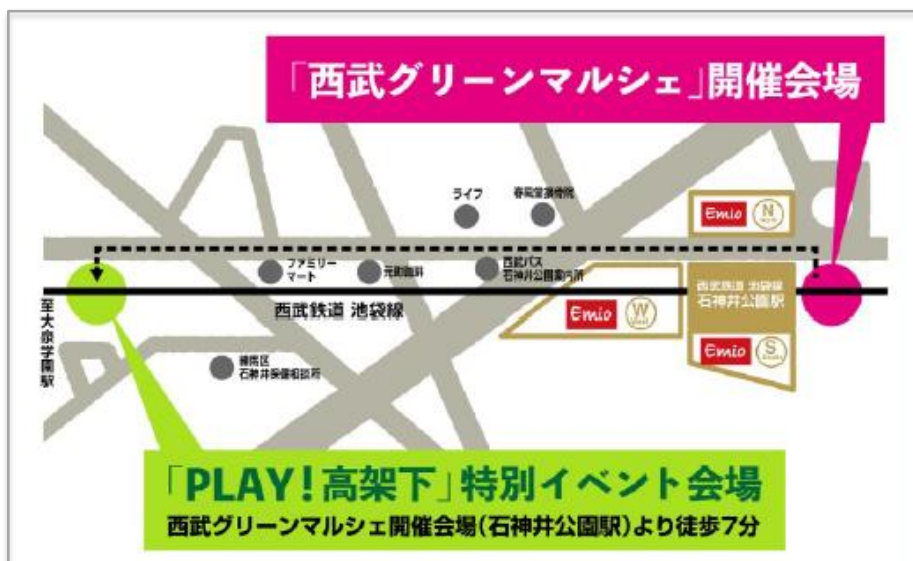 「西武グリーンマルシェ」開催会場
ライフ
春風堂接骨院
Emio N
ファミリー
マート
西武バス
石神井公園案内所
西武鉄道 池袋線
石神井公園駅
西武鉄道 池袋線
Emio W
Emio S
至大泉学園駅
練馬区
石神井保健相談所
「PLAY!高架下」特別イベント会場
西武グリーンマルシェ開催会場(石神井公園駅)より徒歩7分